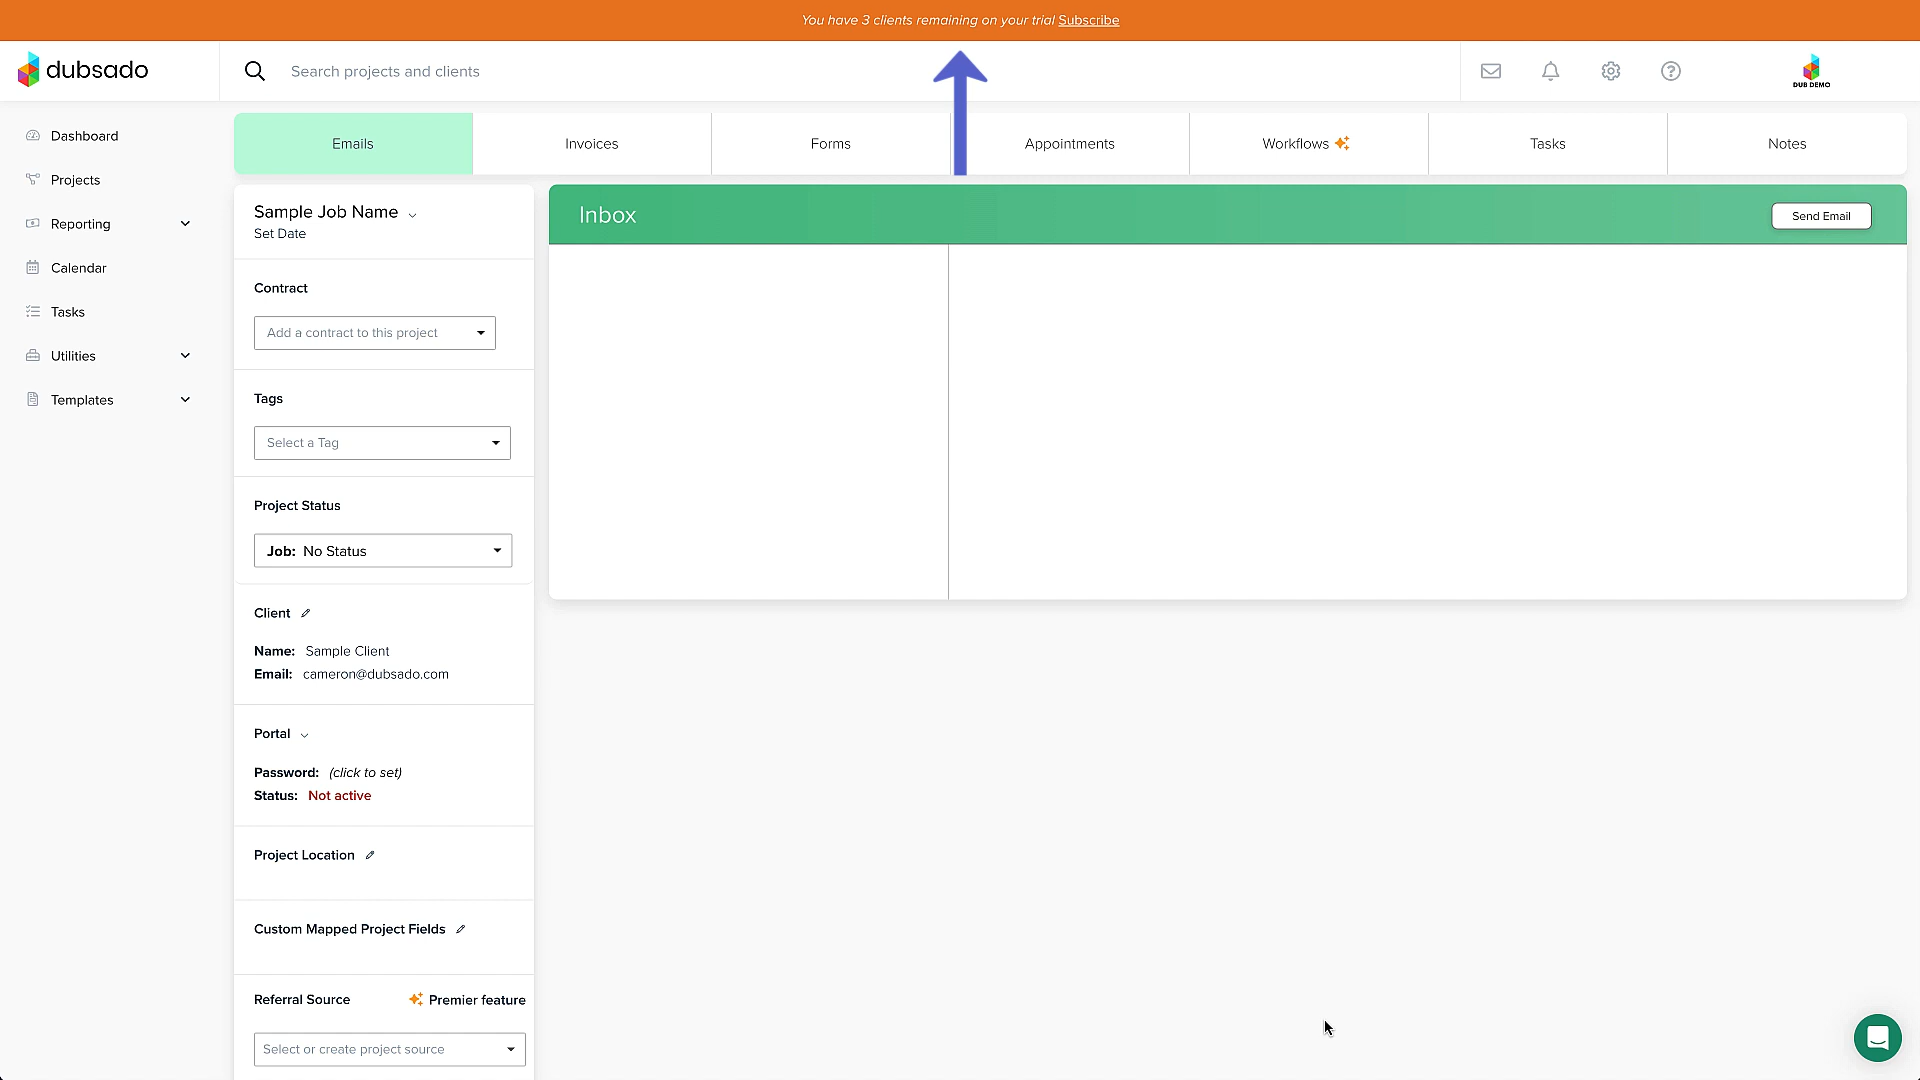 You have 3 clients remaining on your trial Subscribe
dubsado
Search projects and clients
DUB DEMO
Dashboard
Projects
Reporting
Calendar
Tasks
Utilities
Templates
Emails
Invoices
Forms
Appointments
Workflows
Tasks
Notes
Sample Job Name
Set Date
Contract
Add a contract to this project
Tags
Select a Tag
Project Status
Job: No Status
Client
Name: Sample Client
Email: cameron@dubsado.com
Portal
Password: (click to set)
Status: Not active
Project Location
Custom Mapped Project Fields
Referral Source
Premier feature
Select or create project source
Inbox
Send Email